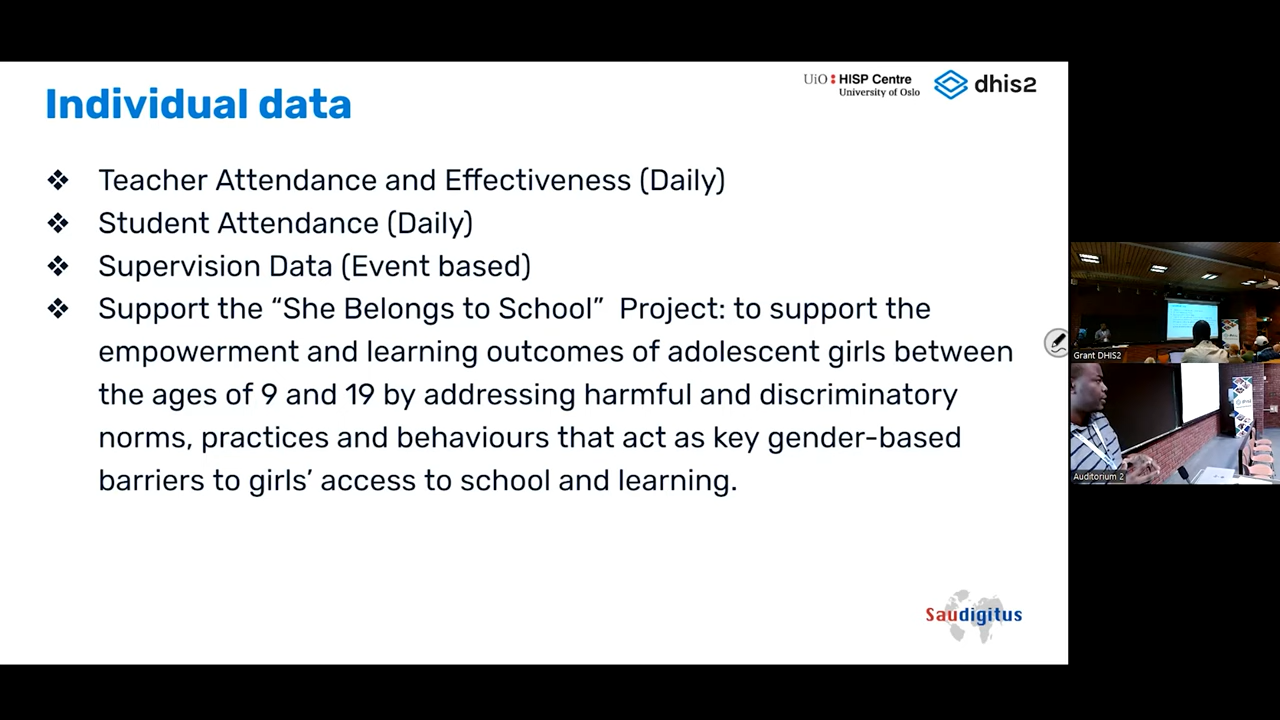 Individual data
UiO HISP Centre
University of Oslo
dhis2
❖ Teacher Attendance and Effectiveness (Daily)
❖ Student Attendance (Daily)
❖ Supervision Data (Event based)
❖ Support the “She Belongs to School” Project: to support the
empowerment and learning outcomes of adolescent girls between
the ages of 9 and 19 by addressing harmful and discriminatory
norms, practices and behaviours that act as key gender-based
barriers to girls’ access to school and learning.
Saudigitus
Grant DHIS2
Auditorium 2